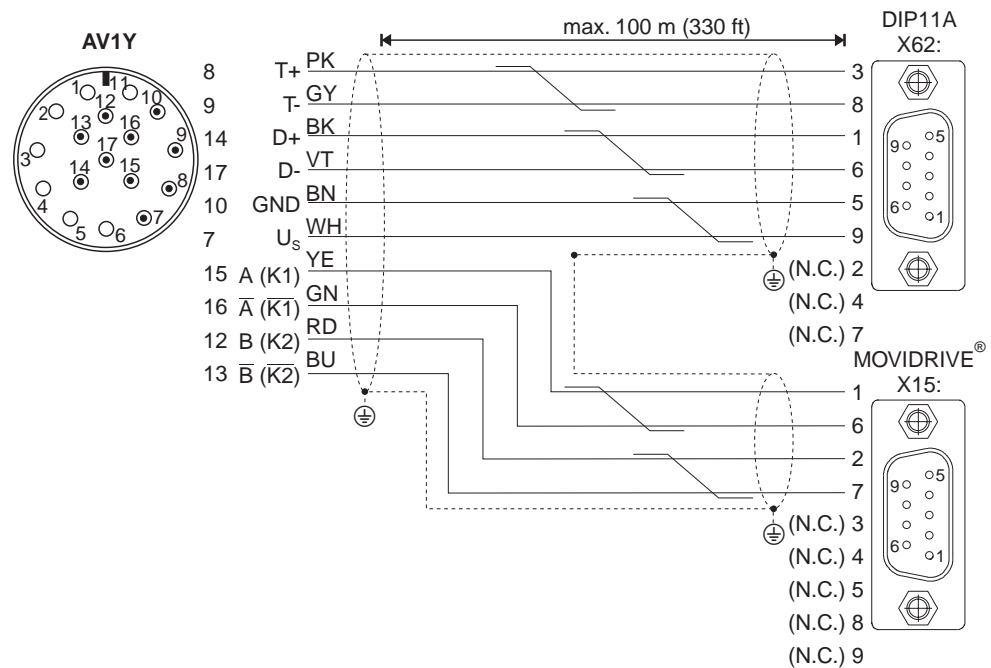 AV1Y
max. 100 m (330 ft)
DIP11A
X62:
1 11
2 12 10
13 16
3 17 9
14 15
4 8
5 6 7
8 T+ PK 3
9 T- GY 8
14 D+ BK 1
17 D- VT 6
10 GND BN 5
7 U_S WH 9
15 A (K1) YE (N.C.) 2
16 A̅ (K̅1̅) GN (N.C.) 4
12 B (K2) RD (N.C.) 7
13 B̅ (K̅2̅) BU
5
9
6
1
MOVIDRIVE®
X15:
1
6
2
7
(N.C.) 3
(N.C.) 4
(N.C.) 5
(N.C.) 8
(N.C.) 9
5
9
6
1